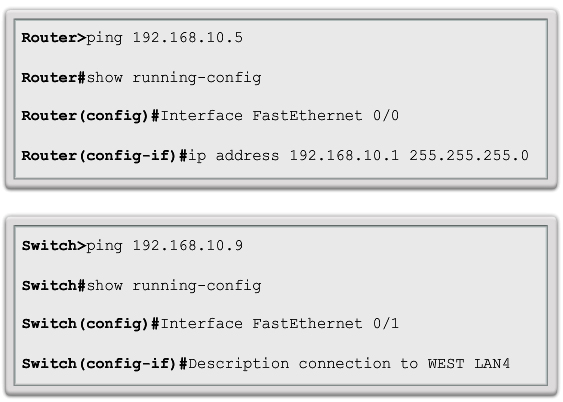 Router>ping 192.168.10.5
Router#show running-config
Router(config)#Interface FastEthernet 0/0
Router(config-if)#ip address 192.168.10.1 255.255.255.0
Switch>ping 192.168.10.9
Switch#show running-config
Switch(config)#Interface FastEthernet 0/1
Switch(config-if)#Description connection to WEST LAN4